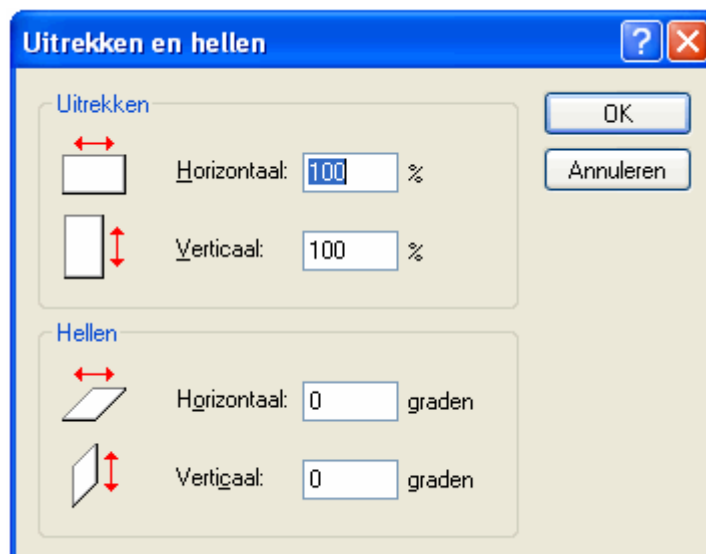 Uitrekken en hellen
Uitrekken
Horizontaal: 100 %
Verticaal: 100 %
OK
Annuleren
Hellen
Horizontaal: 0 graden
Verticaal: 0 graden